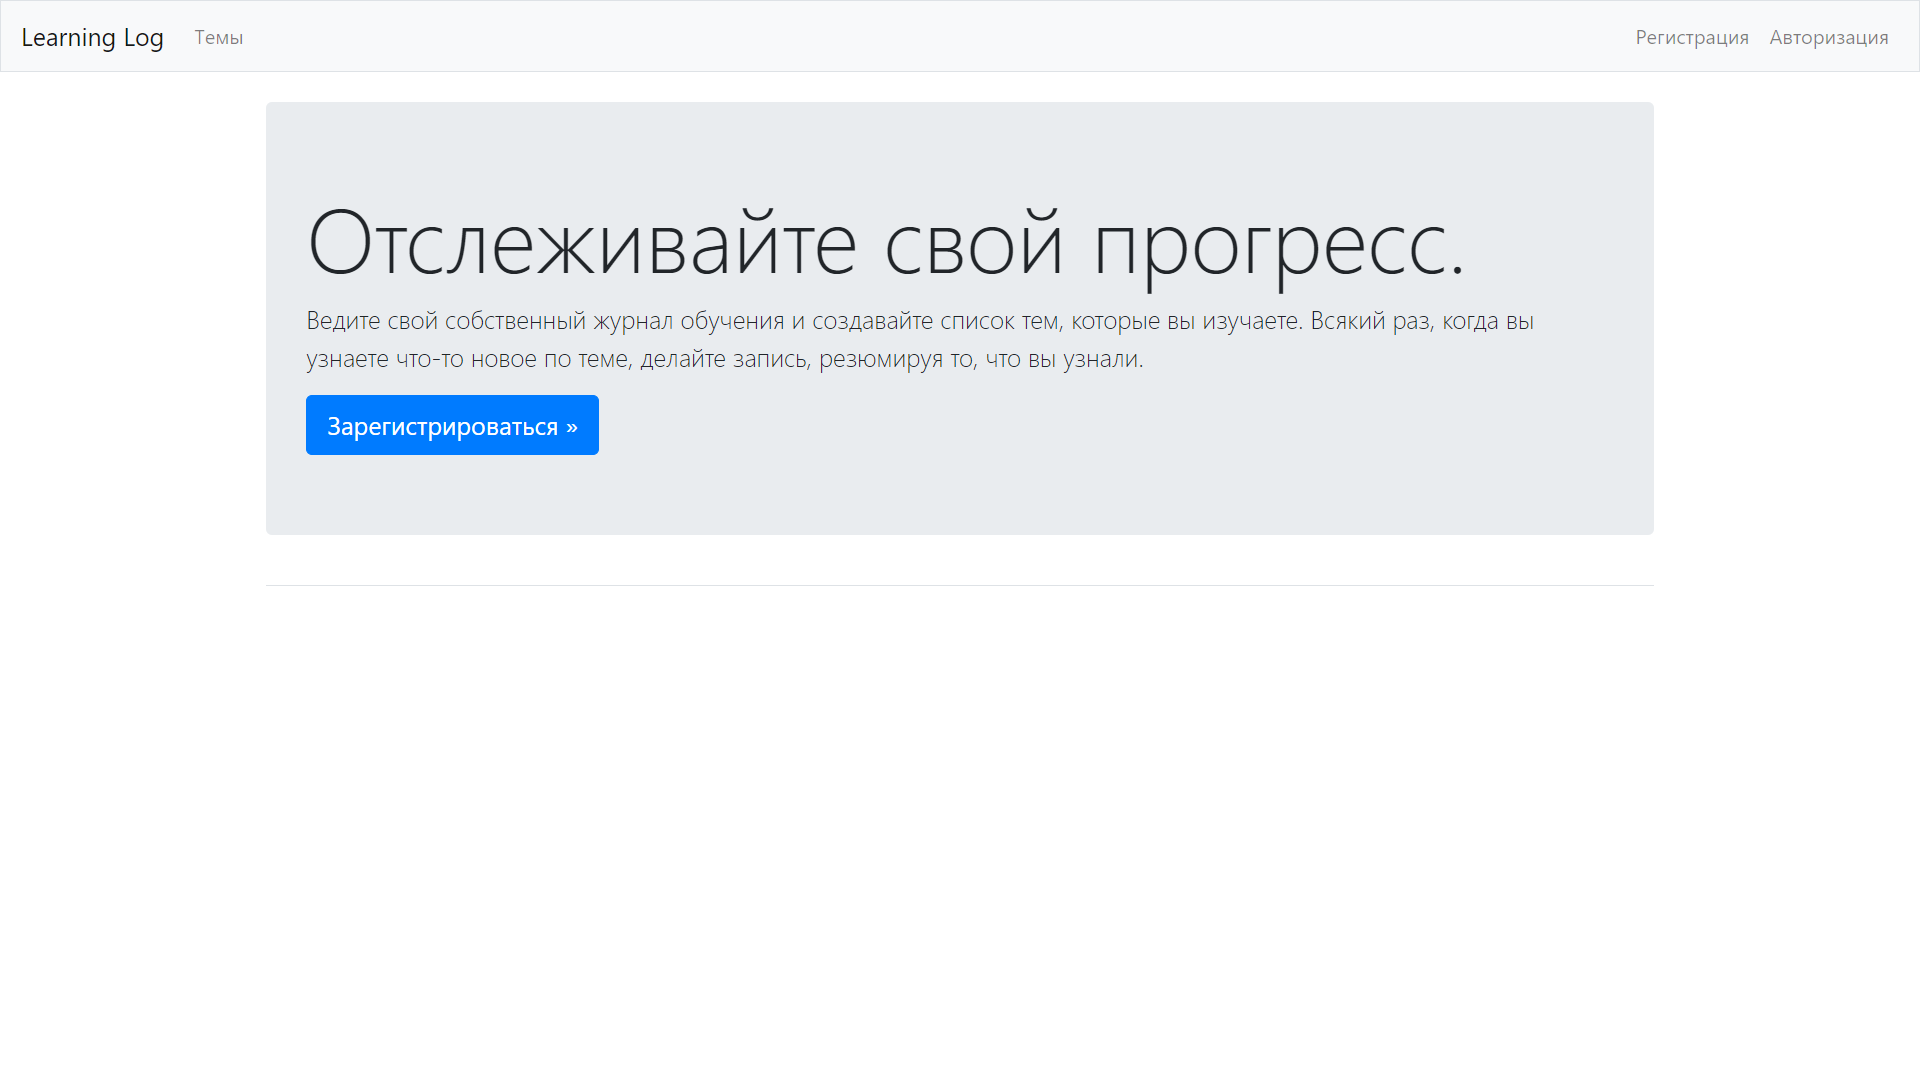 Learning Log Темы Регистрация Авторизация
Отслеживайте свой прогресс.
Ведите свой собственный журнал обучения и создавайте список тем, которые вы изучаете. Всякий раз, когда вы
узнаете что-то новое по теме, делайте запись, резюмируя то, что вы узнали.
Зарегистрироваться »